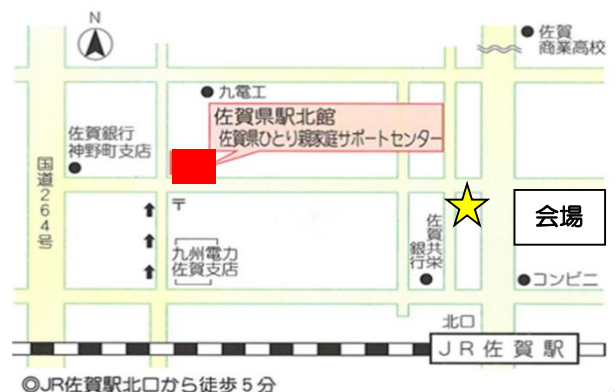 N
佐賀
商業高校
九電工
佐賀県駅北館
佐賀県ひとり親家庭サポートセンター
佐賀銀行
神野町支店
国道264号
〒
九州電力
佐賀支店
佐賀共栄
銀行
会場
コンビニ
北口
JR佐賀駅
◎JR佐賀駅北口から徒歩5分